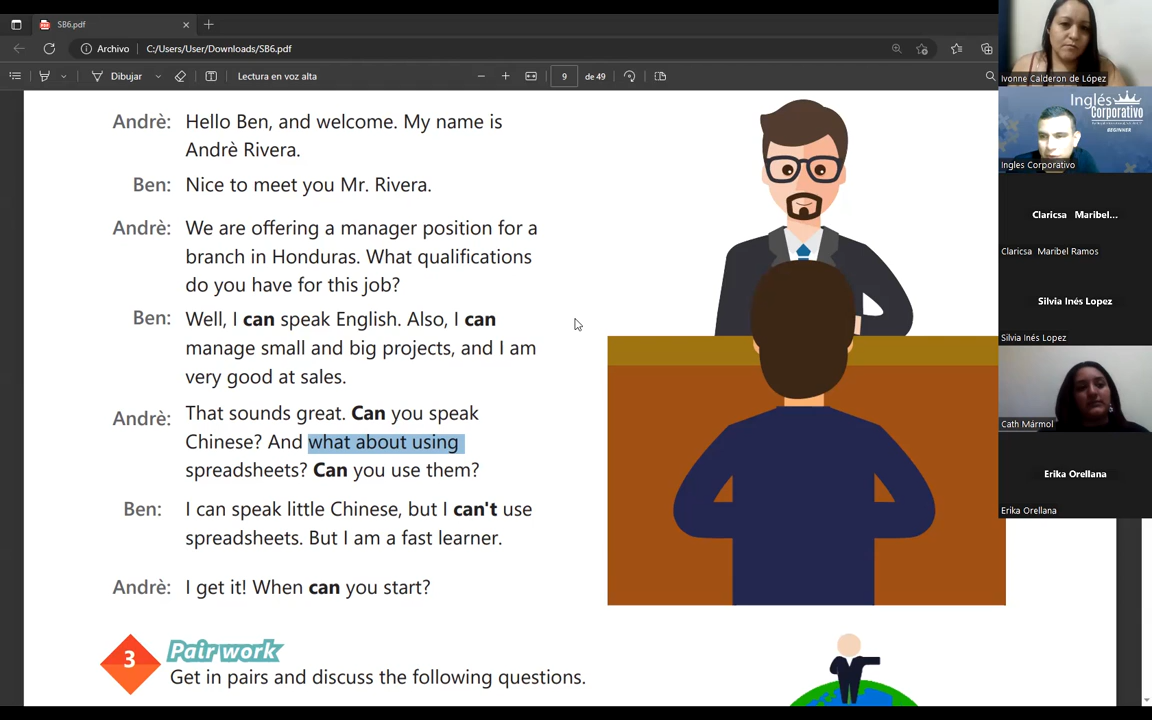 SB6.pdf
Archivo
C:/Users/User/Downloads/SB6.pdf
Dibujar
Lectura en voz alta
9
de 49
Andrè: Hello Ben, and welcome. My name is
Andrè Rivera.
Ben: Nice to meet you Mr. Rivera.
Andrè: We are offering a manager position for a
branch in Honduras. What qualifications
do you have for this job?
Ben: Well, I can speak English. Also, I can
manage small and big projects, and I am
very good at sales.
Andrè: That sounds great. Can you speak
Chinese? And what about using
spreadsheets? Can you use them?
Ben: I can speak little Chinese, but I can't use
spreadsheets. But I am a fast learner.
Andrè: I get it! When can you start?
3
Pair work
Get in pairs and discuss the following questions.
Ivonne Calderon de López
Inglés
Corporativo
BEGINNER
Ingles Corporativo
Claricsa Maribel...
Claricsa Maribel Ramos
Silvia Inés Lopez
Silvia Inés Lopez
Cath Mármol
Erika Orellana
Erika Orellana